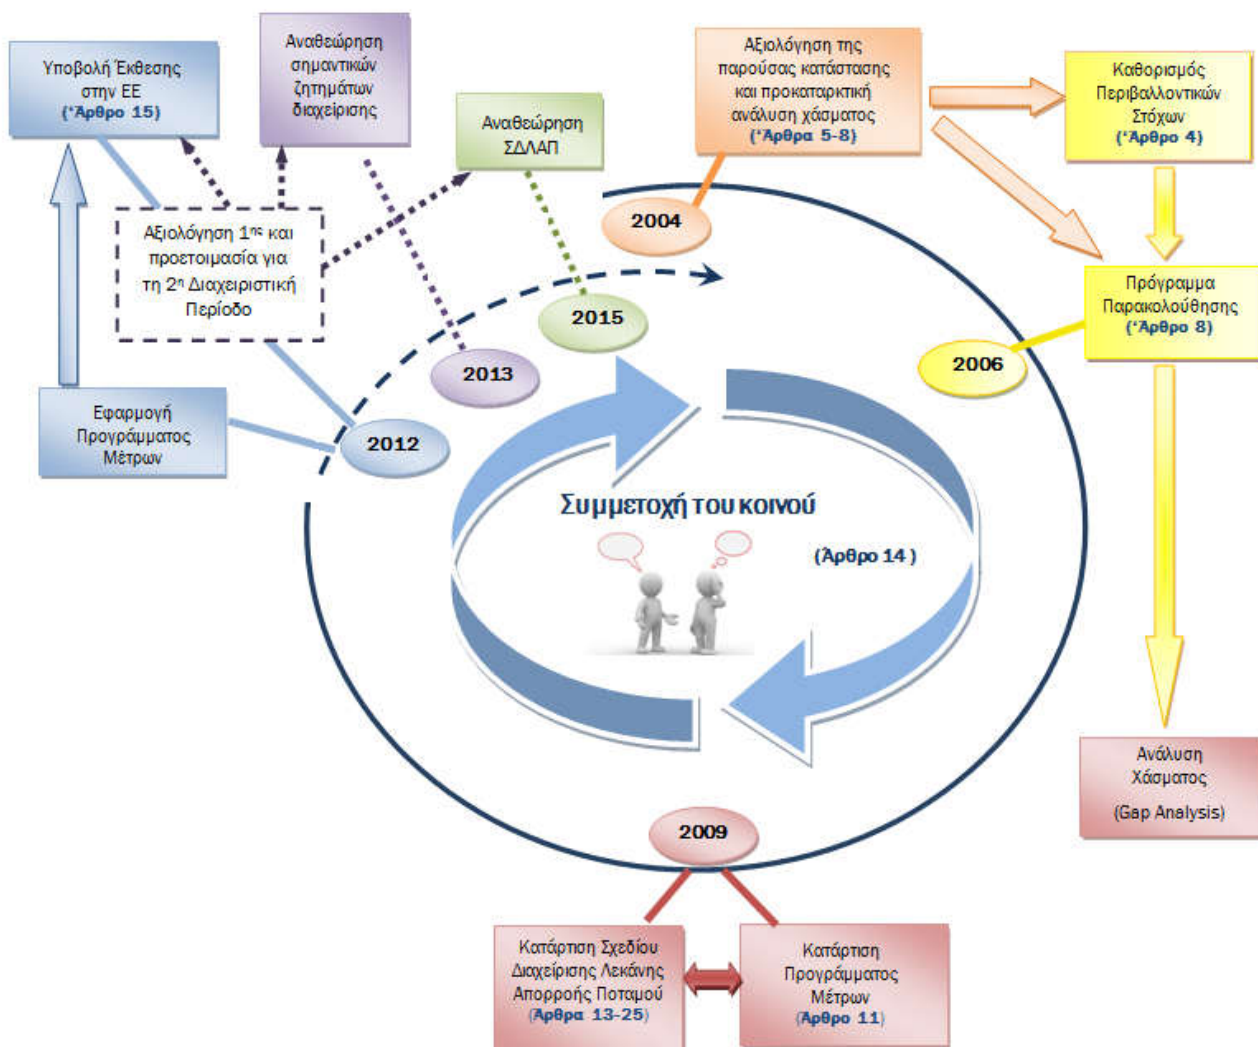 Υποβολή Έκθεσης
στην ΕΕ
(‘Άρθρο 15)
Αναθεώρηση
σημαντικών
ζητημάτων
διαχείρισης
Αναθεώρηση
ΣΔΛΑΠ
Αξιολόγηση της
παρούσας κατάστασης
και προκαταρκτική
ανάλυση χάσματος
(‘Άρθρα 5-8)
Καθορισμός
Περιβαλλοντικών
Στόχων
(‘Άρθρο 4)
Αξιολόγηση 1ης και
προετοιμασία για
τη 2η Διαχειριστική
Περίοδο
2004
2015
2006
2013
2012
Πρόγραμμα
Παρακολούθησης
(‘Άρθρο 8)
Εφαρμογή
Προγράμματος
Μέτρων
Συμμετοχή του κοινού
(Άρθρο 14 )
Ανάλυση
Χάσματος
(Gap Analysis)
2009
Κατάρτιση Σχεδίου
Διαχείρισης Λεκάνης
Απορροής Ποταμού
(Άρθρα 13-25)
Κατάρτιση
Προγράμματος
Μέτρων
(Άρθρο 11)